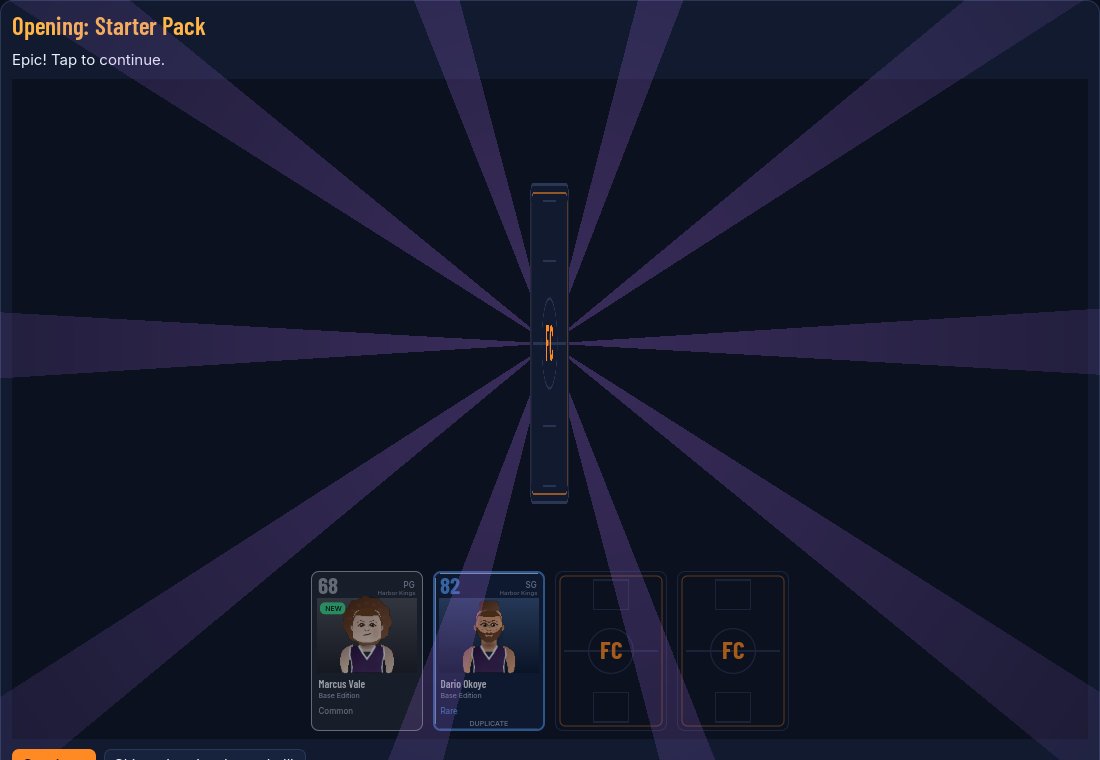 Opening: Starter Pack
Epic! Tap to continue.
FC
68
PG
Harbor Kings
NEW
Marcus Vale
Base Edition
Common
82
SG
Harbor Kings
Dario Okoye
Base Edition
Rare
DUPLICATE
FC
FC